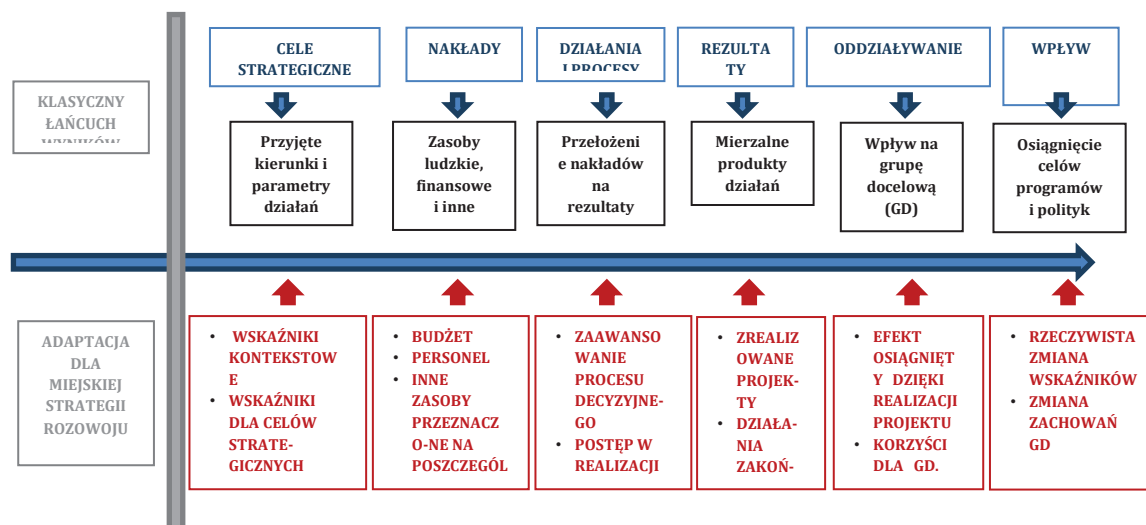 CELE
STRATEGICZNE
NAKŁADY
DZIAŁANIA
I PROCESY
REZULTA
TY
ODDZIAŁYWANIE
WPŁYW
KLASYCZNY
ŁAŃCUCH
WYNIKÓW
Przyjęte
kierunki i
parametry
działań
Zasoby
ludzkie,
finansowe
i inne
Przełożeni
e nakładów
na
rezultaty
Mierzalne
produkty
działań
Wpływ na
grupę
docelową
(GD)
Osiągnięcie
celów
programów
i polityk
ADAPTACJA
DLA
MIEJSKIEJ
STRATEGII
ROZOWOJU
• WSKAŹNIKI
KONTEKSTOW
E
• WSKAŹNIKI
DLA CELÓW
STRATE-
GICZNYCH
• BUDŻET
• PERSONEL
• INNE
ZASOBY
PRZEZNACZ
O-NE NA
POSZCZEGÓL
• ZAAWANSO
WANIE
PROCESU
DECYZYJNE-
GO
• POSTĘP W
REALIZACJI
• ZREALIZ
OWANE
PROJEK-
TY
• DZIAŁA-
NIA
ZAKOŃ-
• EFEKT
OSIĄGNIĘT
Y DZIĘKI
REALIZACJI
PROJEKTU
• KORZYŚCI
DLA GD.
• RZECZYWISTA
ZMIANA
WSKAŹNIKÓW
• ZMIANA
ZACHOWAŃ
GD